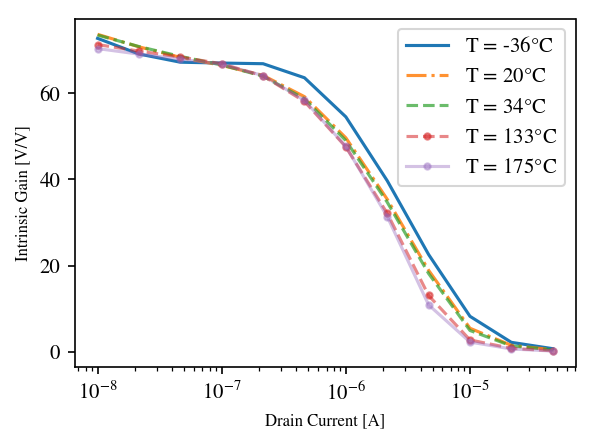 T = -36°C
T = 20°C
T = 34°C
T = 133°C
T = 175°C
Intrinsic Gain [V/V]
60
40
20
0
10⁻⁸
10⁻⁷
10⁻⁶
10⁻⁵
Drain Current [A]